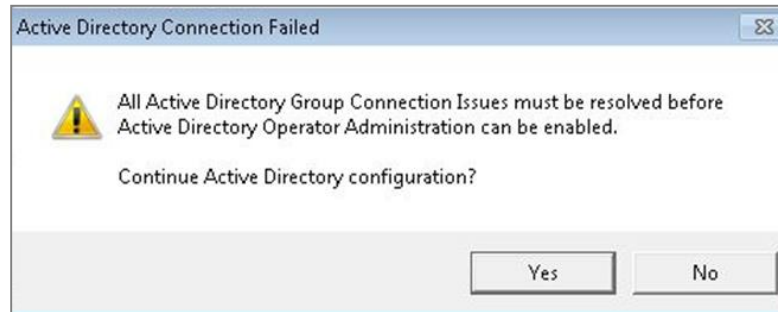 Active Directory Connection Failed
All Active Directory Group Connection Issues must be resolved before
Active Directory Operator Administration can be enabled.
Continue Active Directory configuration?
Yes
No